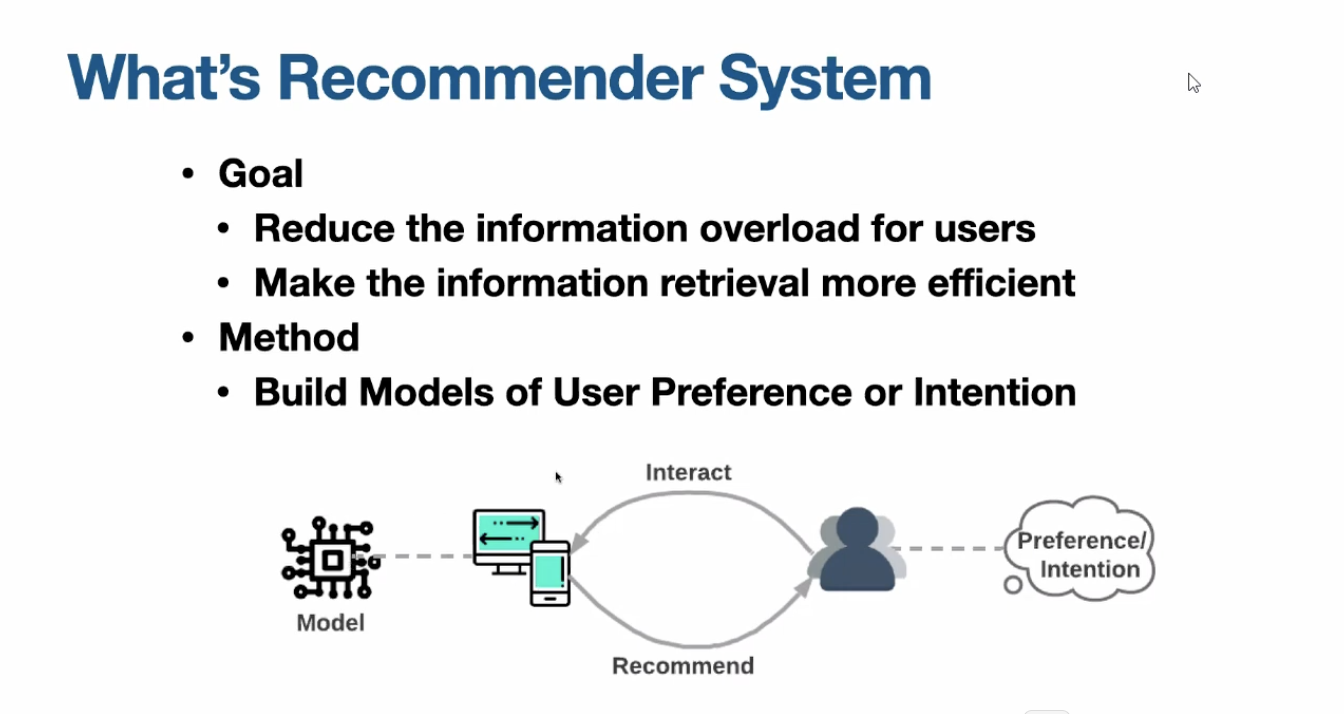 What's Recommender System
• Goal
• Reduce the information overload for users
• Make the information retrieval more efficient
• Method
• Build Models of User Preference or Intention
Interact
Preference/
Intention
Model
Recommend